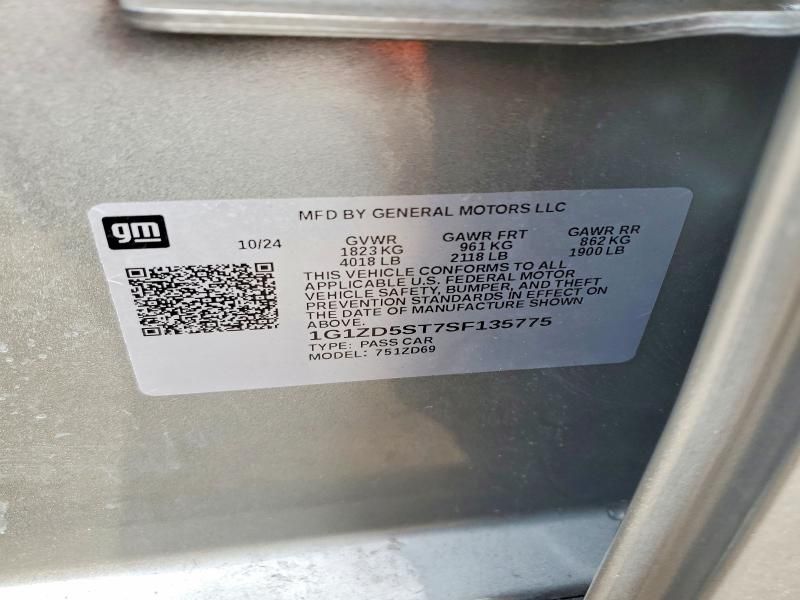 gm
MFD BY GENERAL MOTORS LLC
10/24 GVWR GAWR FRT GAWR RR
1823 KG 961 KG 862 KG
4018 LB 2118 LB 1900 LB
THIS VEHICLE CONFORMS TO ALL
APPLICABLE U.S. FEDERAL MOTOR
VEHICLE SAFETY, BUMPER, AND THEFT
PREVENTION STANDARDS IN EFFECT ON
THE DATE OF MANUFACTURE SHOWN
ABOVE.
1G1ZD5ST7SF135775
TYPE: PASS CAR
MODEL: 751ZD69